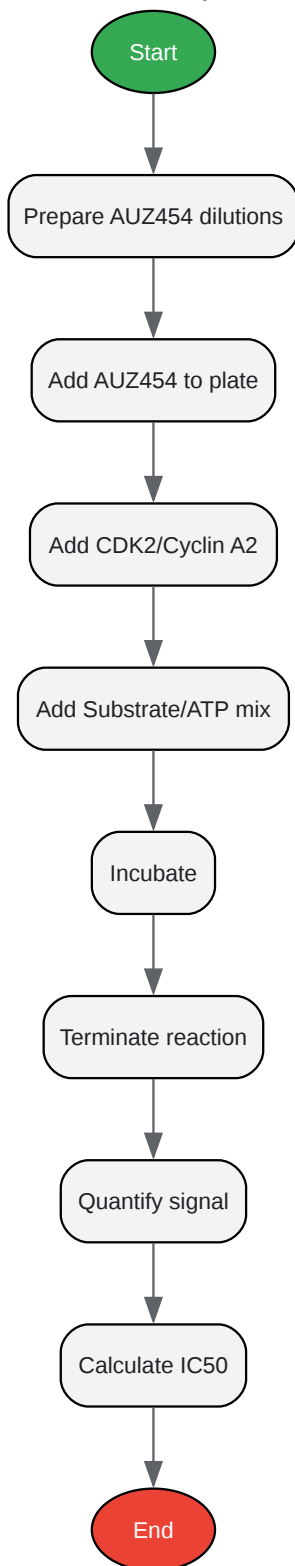 Start
Prepare AUZ454 dilutions
Add AUZ454 to plate
Add CDK2/Cyclin A2
Add Substrate/ATP mix
Incubate
Terminate reaction
Quantify signal
Calculate IC50
End